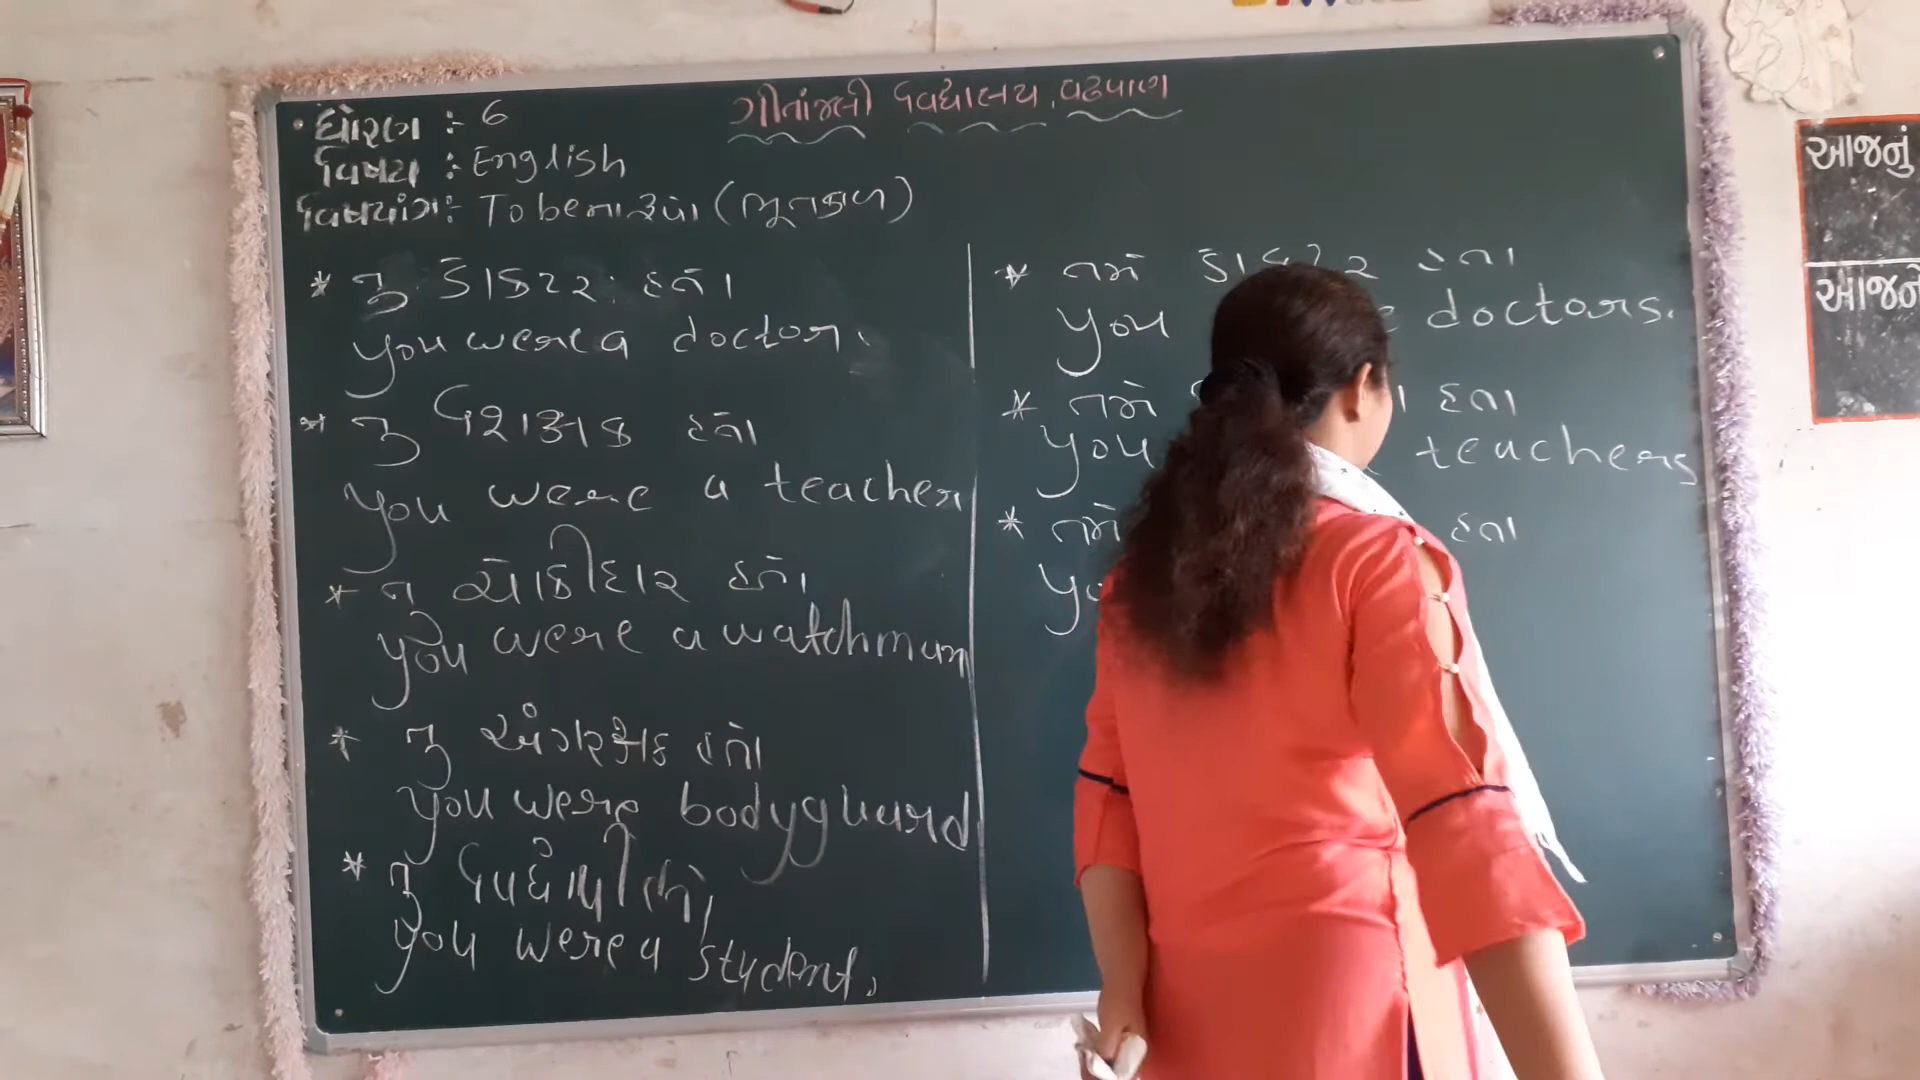 ગીતાંજલી વિદ્યાલય, વઢવાણ
ધોરણ : 6
વિષય : English
વિષયાંગ : To be ના રૂપો (ભૂતકાળ)
* તું ડોકટર હતો
you were a doctor.
* તું શિક્ષક હતો
you were a teacher
* તું ચોકીદાર હતો
you were a watchman
* તું અંગરક્ષક હતો
you were bodyguard
* તું વિદ્યાર્થી હતો
you were a student.
* તમે ડોકટર હતા
you doctors.
* તમે હતા
you teachers
* તમે હતા
આજનું
આજનો